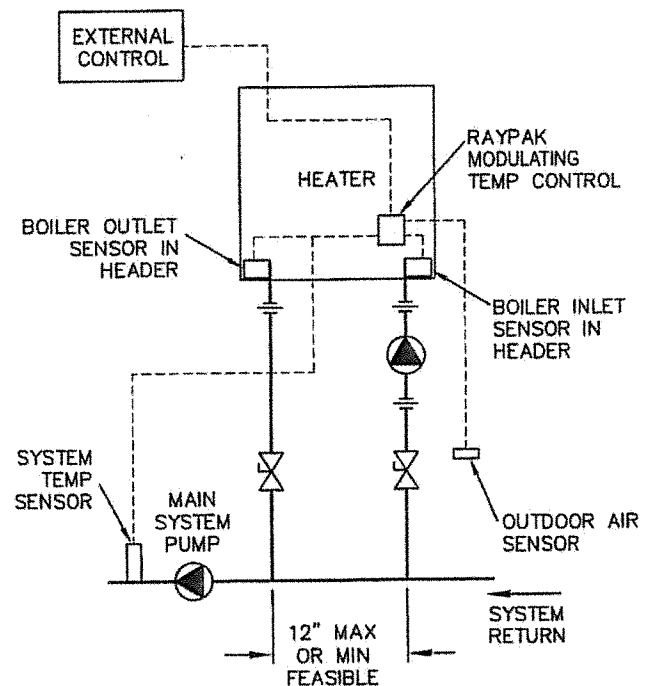 EXTERNAL
CONTROL
RAYPAK
MODULATING
TEMP CONTROL
HEATER
BOILER OUTLET
SENSOR IN
HEADER
BOILER INLET
SENSOR IN
HEADER
SYSTEM
TEMP
SENSOR
MAIN
SYSTEM
PUMP
OUTDOOR AIR
SENSOR
SYSTEM
RETURN
12" MAX
OR MIN
FEASIBLE